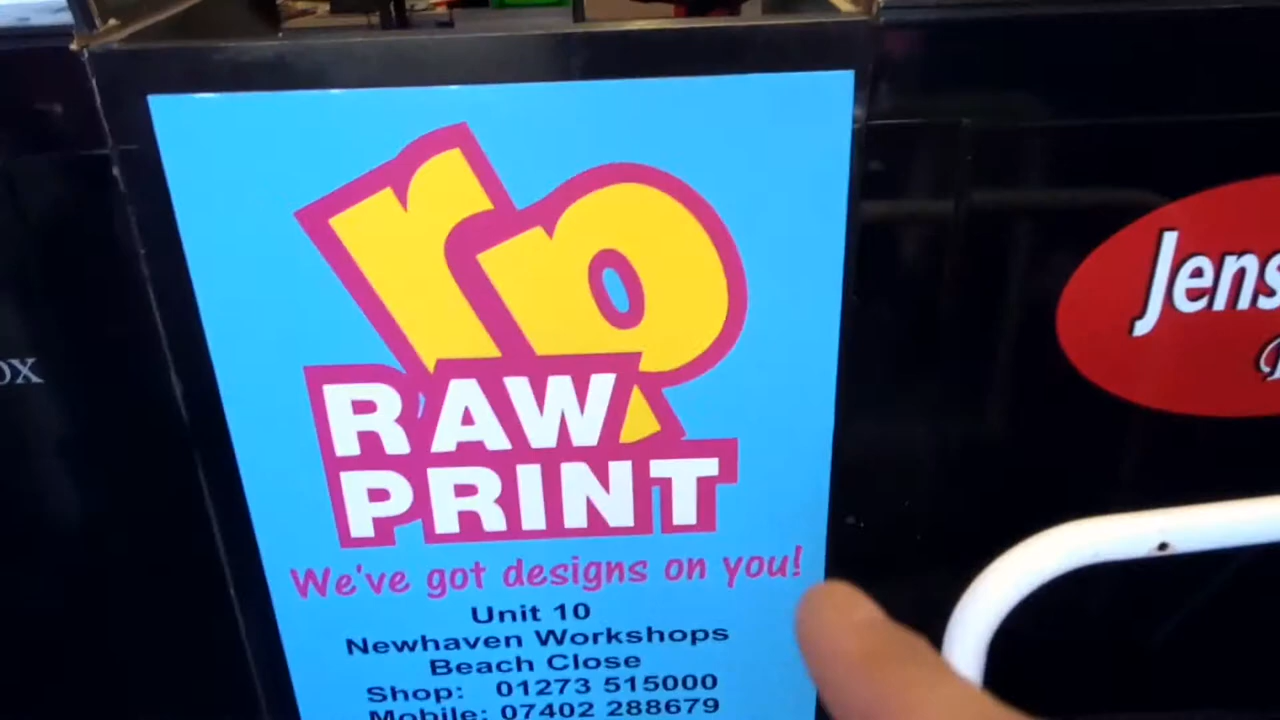 rp
RAW
PRINT
We've got designs on you!
Unit 10
Newhaven Workshops
Beach Close
Shop: 01273 515000
Mobile: 07402 288679
ox
Jens